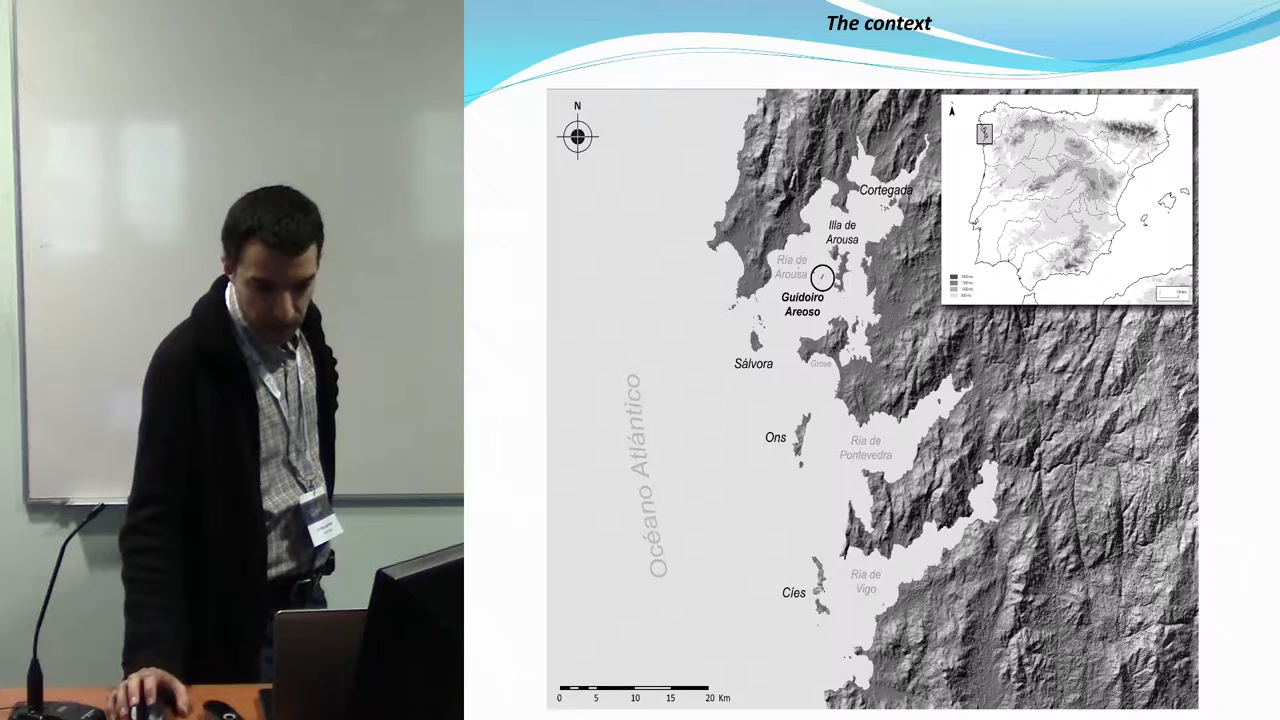 The context
N
Cortegada
Illa de
Arousa
Ría de
Arousa
Guidoiro
Areoso
Sálvora
Grove
Ons
Ría de
Pontevedra
Océano Atlántico
Ría de
Vigo
Cíes
0 5 10 15 20 Km